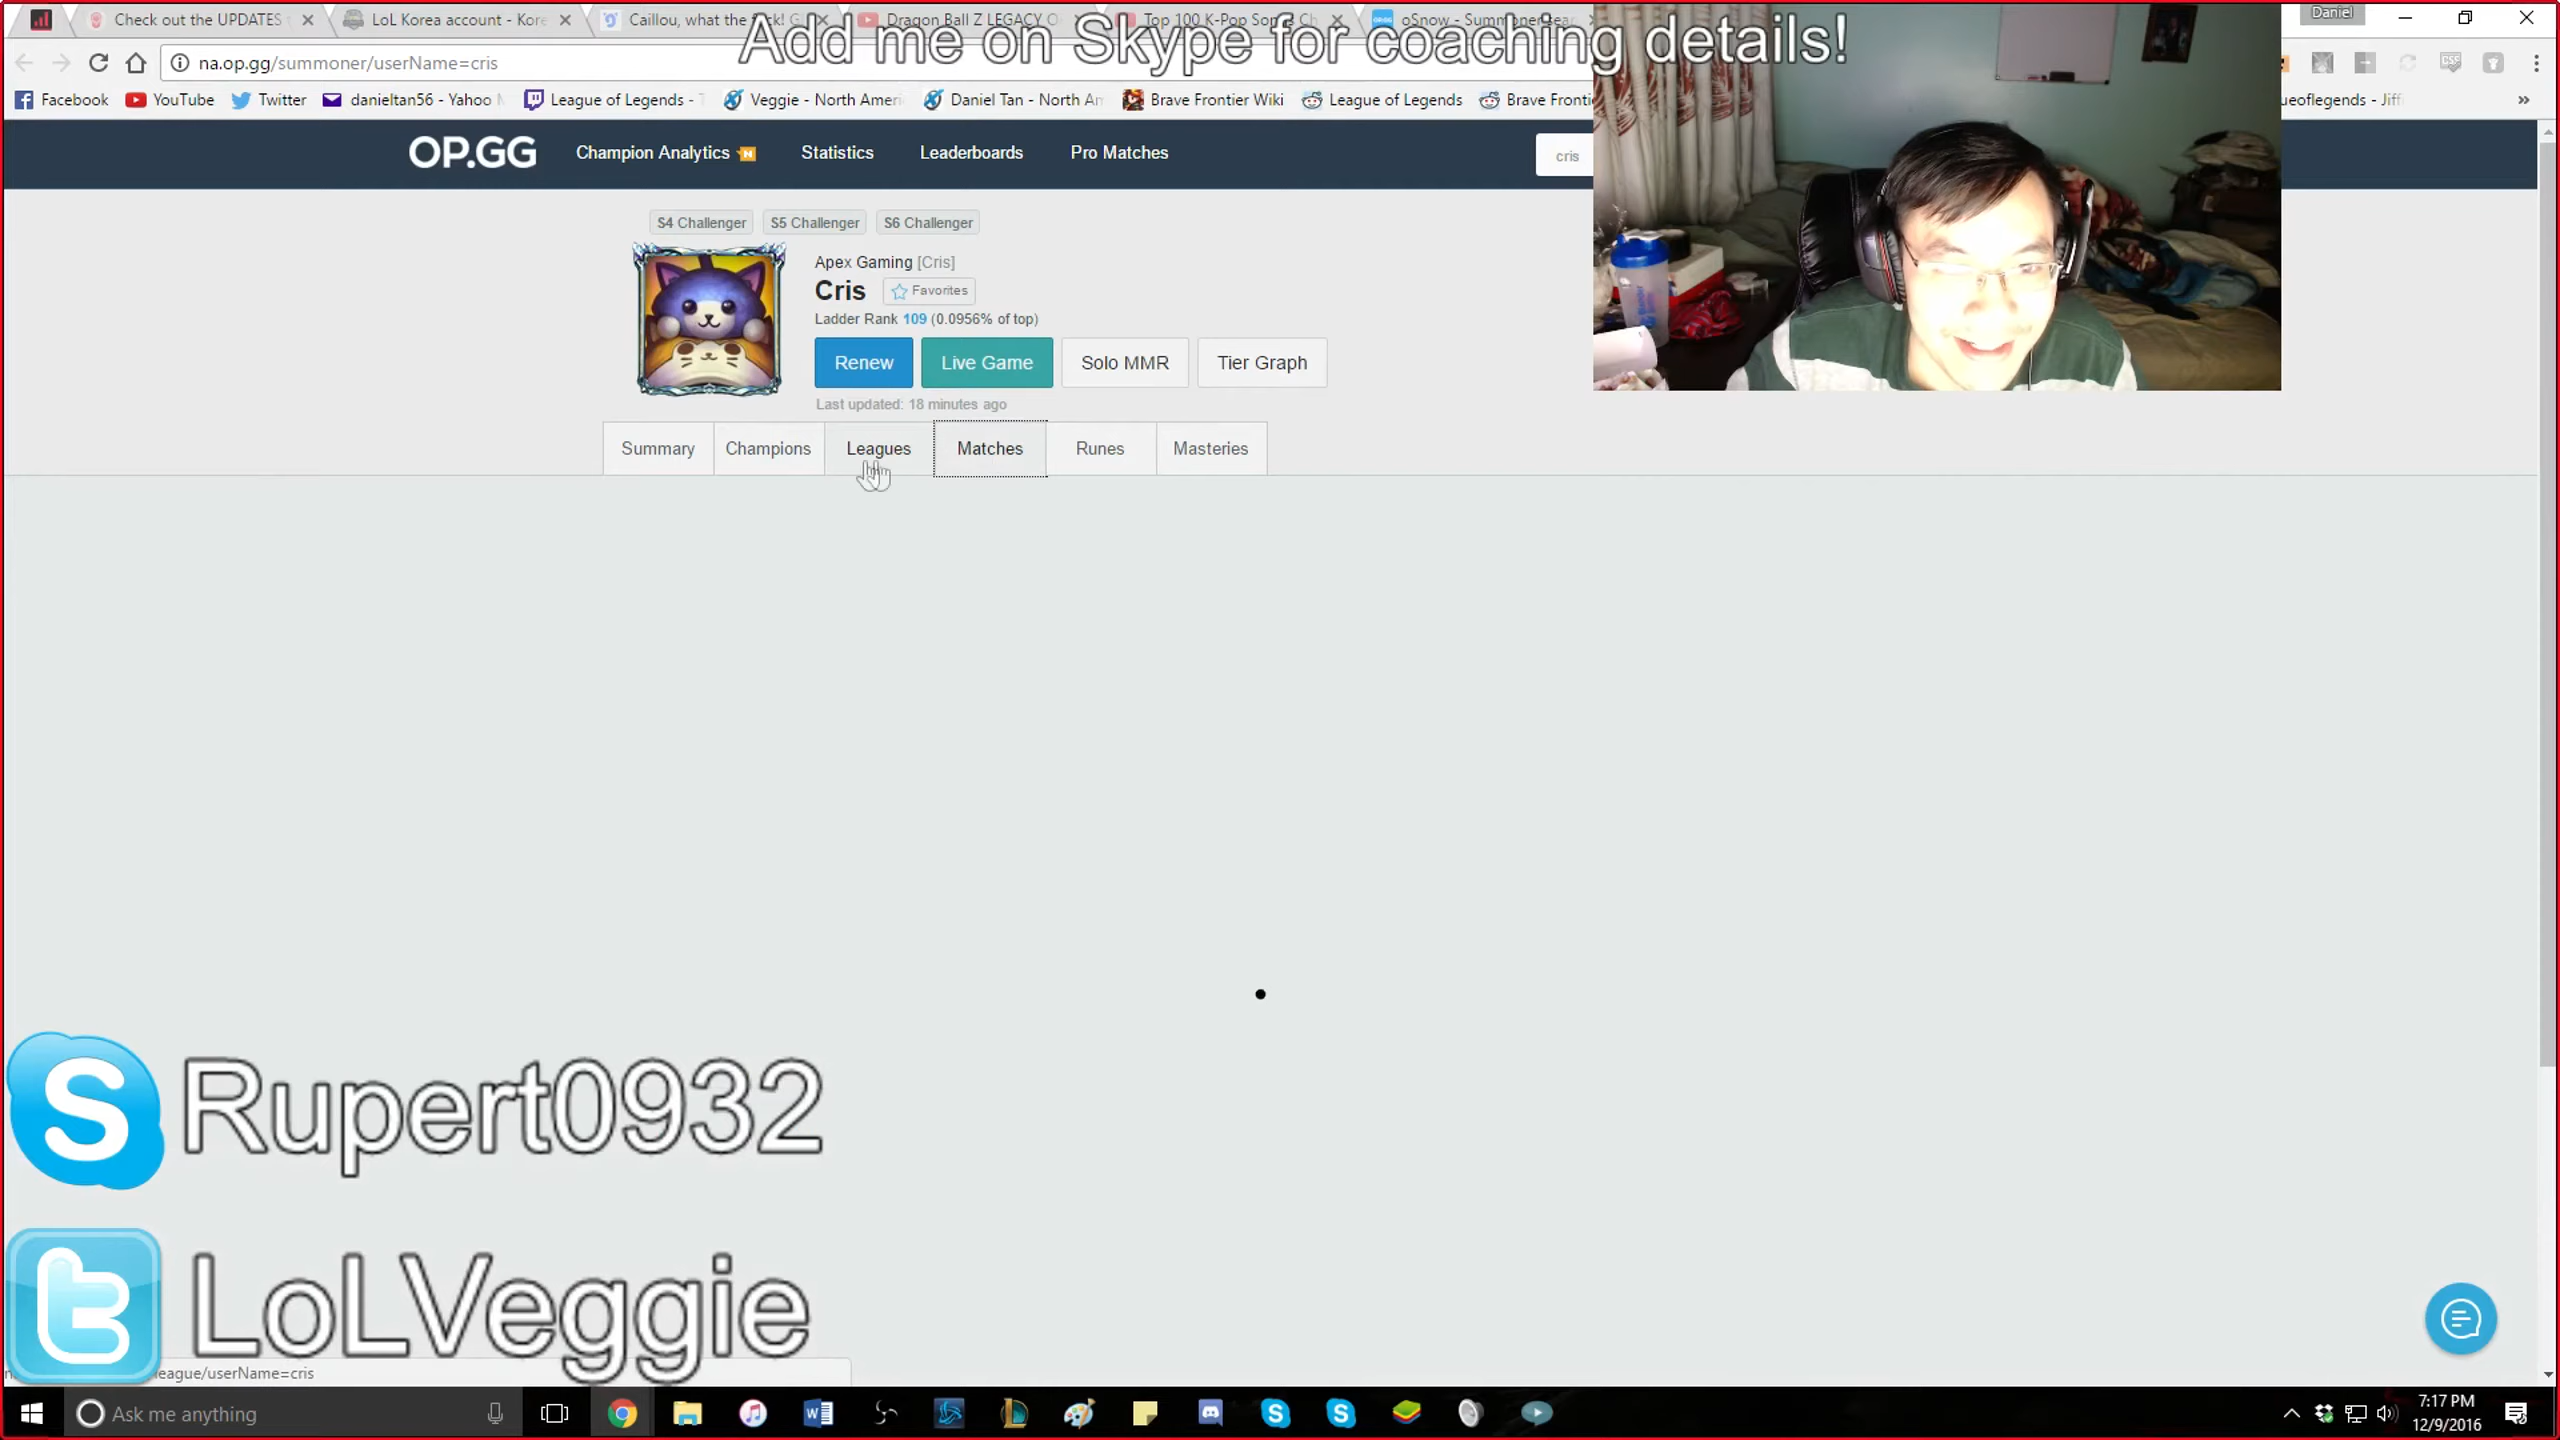 Check out the UPDATES
LoL Korea account - Kore
Caillou, what the
Dragon Ball Z LEGACY O
Top 100 K-Pop Songs Ch
oSnow - Summoner sear
Daniel
Add me on Skype for coaching details!
na.op.gg/summoner/userName=cris
Facebook
YouTube
Twitter
danieltan56 - Yahoo
League of Legends -
Veggie - North Ameri
Daniel Tan - North Am
Brave Frontier Wiki
League of Legends
Brave Fronti
ueoflegends - Jiff
»
OP.GG
Champion Analytics N
Statistics
Leaderboards
Pro Matches
cris
S4 Challenger
S5 Challenger
S6 Challenger
Apex Gaming [Cris]
Cris
Favorites
Ladder Rank 109 (0.0956% of top)
Renew
Live Game
Solo MMR
Tier Graph
Last updated: 18 minutes ago
Summary
Champions
Leagues
Matches
Runes
Masteries
S Rupert0932
t LoLVeggie
eague/userName=cris
Ask me anything
7:17 PM
12/9/2016